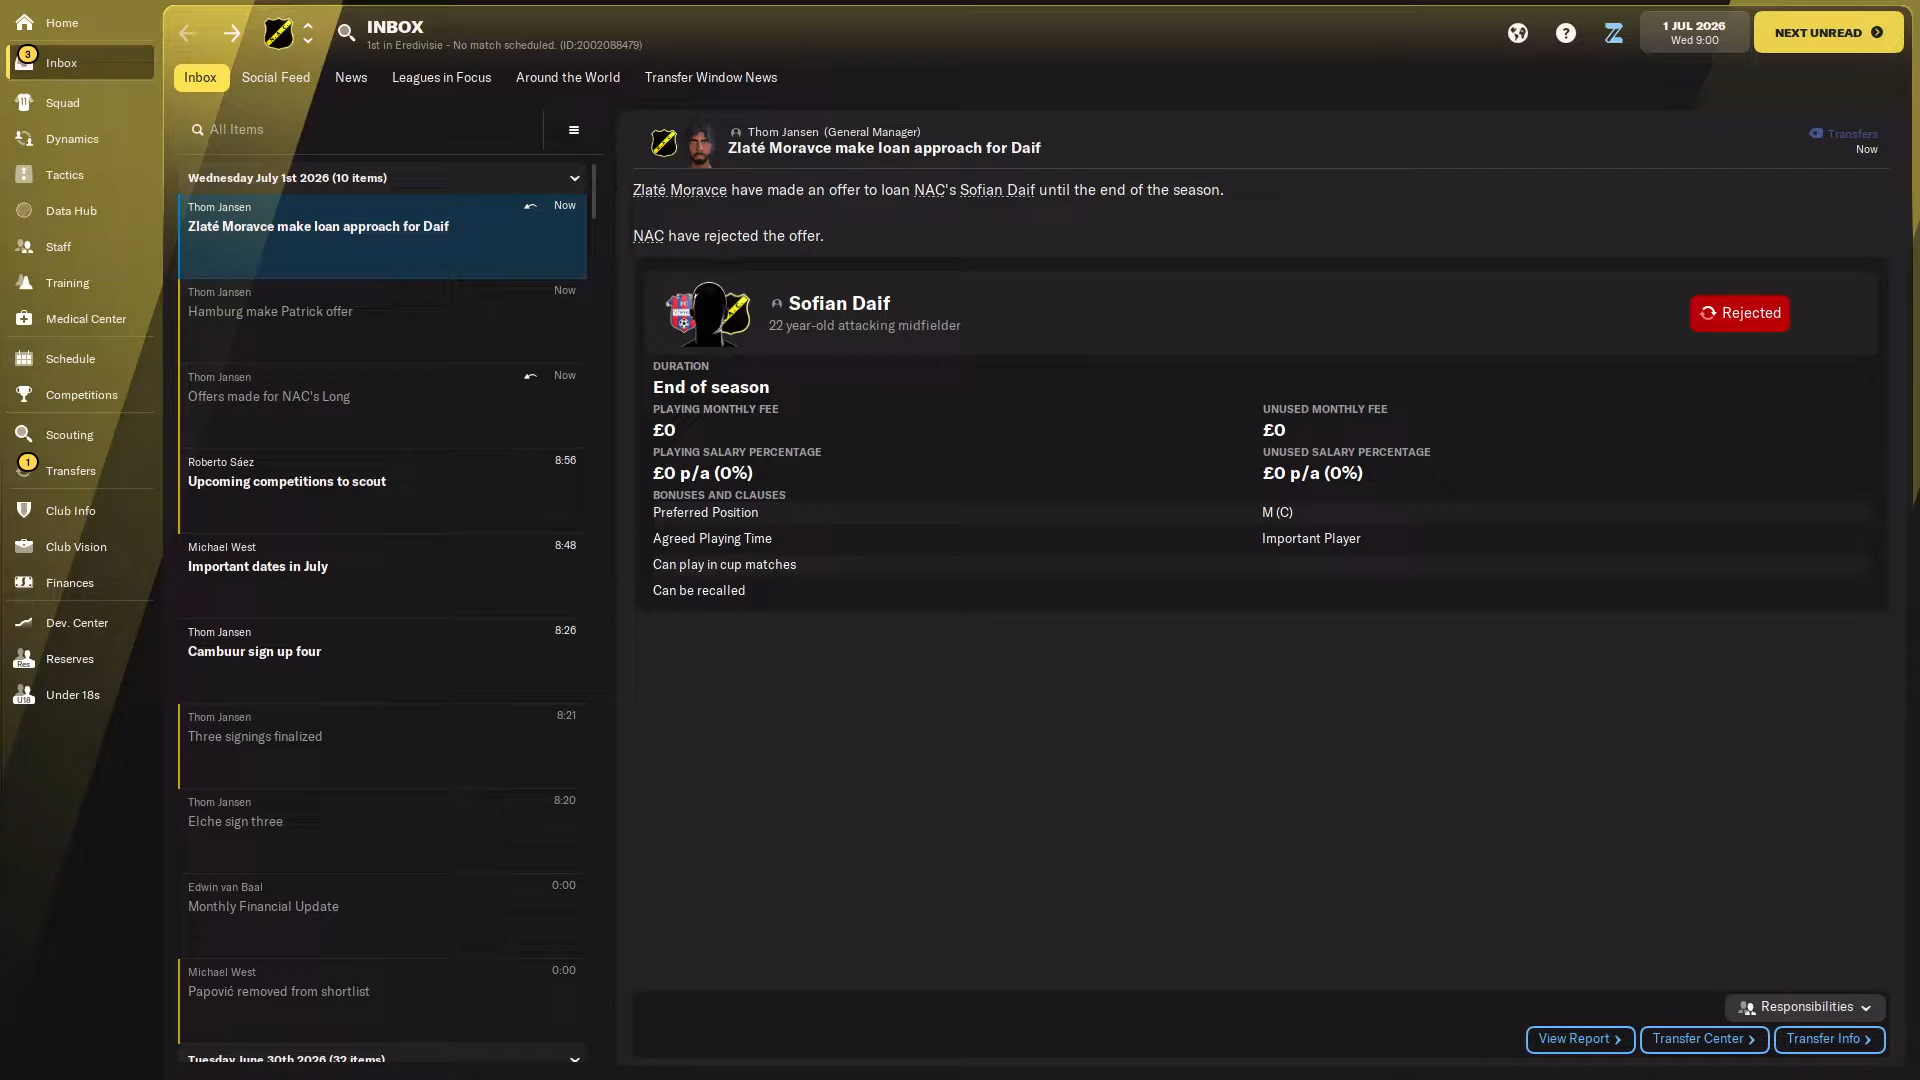 Home
3
Inbox
Squad
Dynamics
Tactics
Data Hub
Staff
Training
Medical Center
Schedule
Competitions
Scouting
1
Transfers
Club Info
Club Vision
Finances
Dev. Center
Res
Reserves
U18
Under 18s
NAC
INBOX
1st in Eredivisie - No match scheduled. (ID:2002088479)
?
1 JUL 2026
Wed 9:00
NEXT UNREAD
Inbox
Social Feed
News
Leagues in Focus
Around the World
Transfer Window News
All Items
Wednesday July 1st 2026 (10 items)
Thom Jansen
Now
Zlaté Moravce make loan approach for Daif
Thom Jansen
Now
Hamburg make Patrick offer
Thom Jansen
Now
Offers made for NAC's Long
Roberto Sáez
8:56
Upcoming competitions to scout
Michael West
8:48
Important dates in July
Thom Jansen
8:26
Cambuur sign up four
Thom Jansen
8:21
Three signings finalized
Thom Jansen
8:20
Elche sign three
Edwin van Baal
0:00
Monthly Financial Update
Michael West
0:00
Papović removed from shortlist
Tuesday June 30th 2026 (32 items)
Thom Jansen (General Manager)
Zlaté Moravce make loan approach for Daif
Transfers
Now
Zlaté Moravce have made an offer to loan NAC's Sofian Daif until the end of the season.
NAC have rejected the offer.
Sofian Daif
22 year-old attacking midfielder
Rejected
DURATION
End of season
PLAYING MONTHLY FEE
UNUSED MONTHLY FEE
£0
£0
PLAYING SALARY PERCENTAGE
UNUSED SALARY PERCENTAGE
£0 p/a (0%)
£0 p/a (0%)
BONUSES AND CLAUSES
Preferred Position
M (C)
Agreed Playing Time
Important Player
Can play in cup matches
Can be recalled
Responsibilities
View Report
Transfer Center
Transfer Info